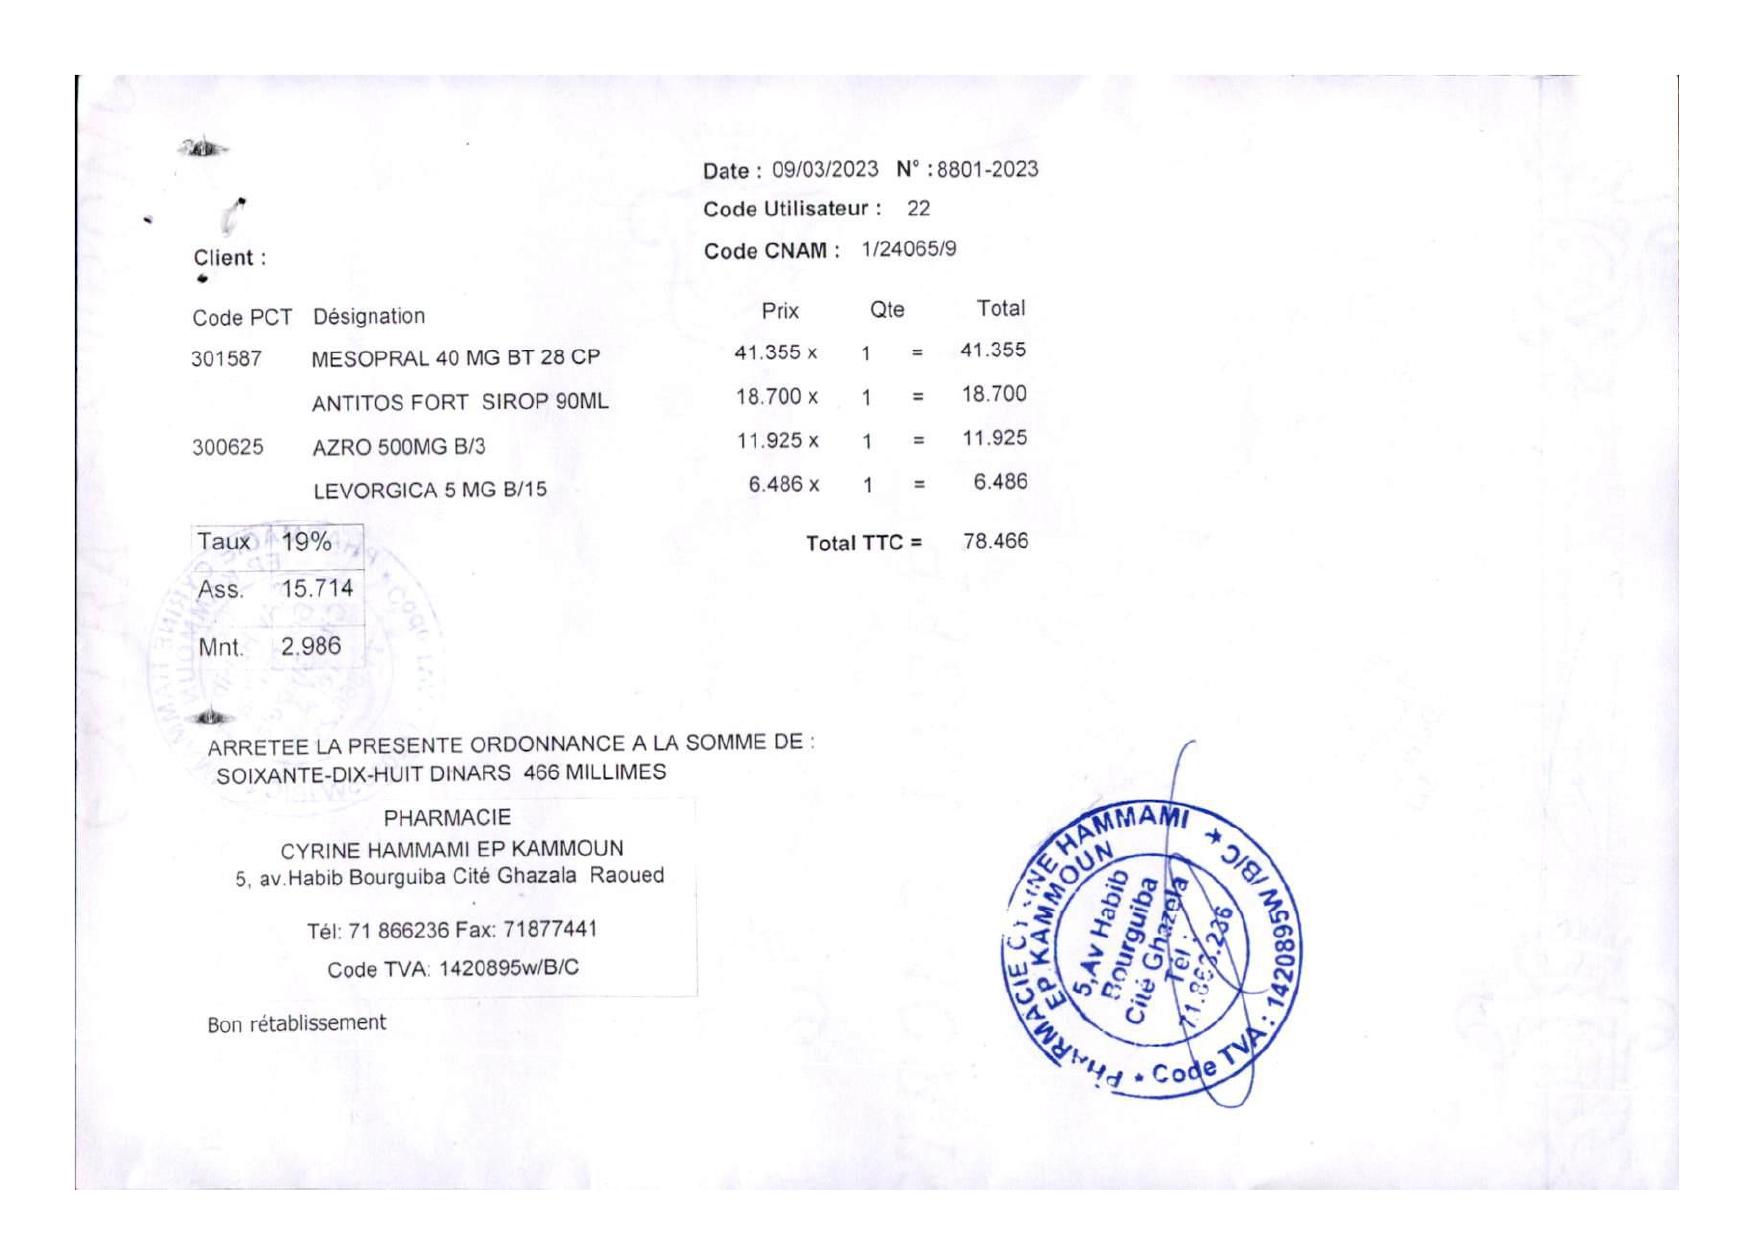 Date : 09/03/2023 N° : 8801-2023
Code Utilisateur : 22
Client :
Code CNAM : 1/24065/9
Code PCT Désignation Prix Qte Total
301587 MESOPRAL 40 MG BT 28 CP 41.355 x 1 = 41.355
ANTITOS FORT SIROP 90ML 18.700 x 1 = 18.700
300625 AZRO 500MG B/3 11.925 x 1 = 11.925
LEVORGICA 5 MG B/15 6.486 x 1 = 6.486
Taux 19%
Total TTC = 78.466
Ass. 15.714
Mnt. 2.986
ARRETEE LA PRESENTE ORDONNANCE A LA SOMME DE :
SOIXANTE-DIX-HUIT DINARS 466 MILLIMES
PHARMACIE
CYRINE HAMMAMI EP KAMMOUN
5, av.Habib Bourguiba Cité Ghazala Raoued
Tél: 71 866236 Fax: 71877441
Code TVA: 1420895w/B/C
Bon rétablissement
PHARMACIE CYRINE HAMMAMI
EP KAMMOUN
5,Av Habib
Bourguiba
Cité Ghazela
Tél :
71.866.236
Code TVA : 1420895W/B/C